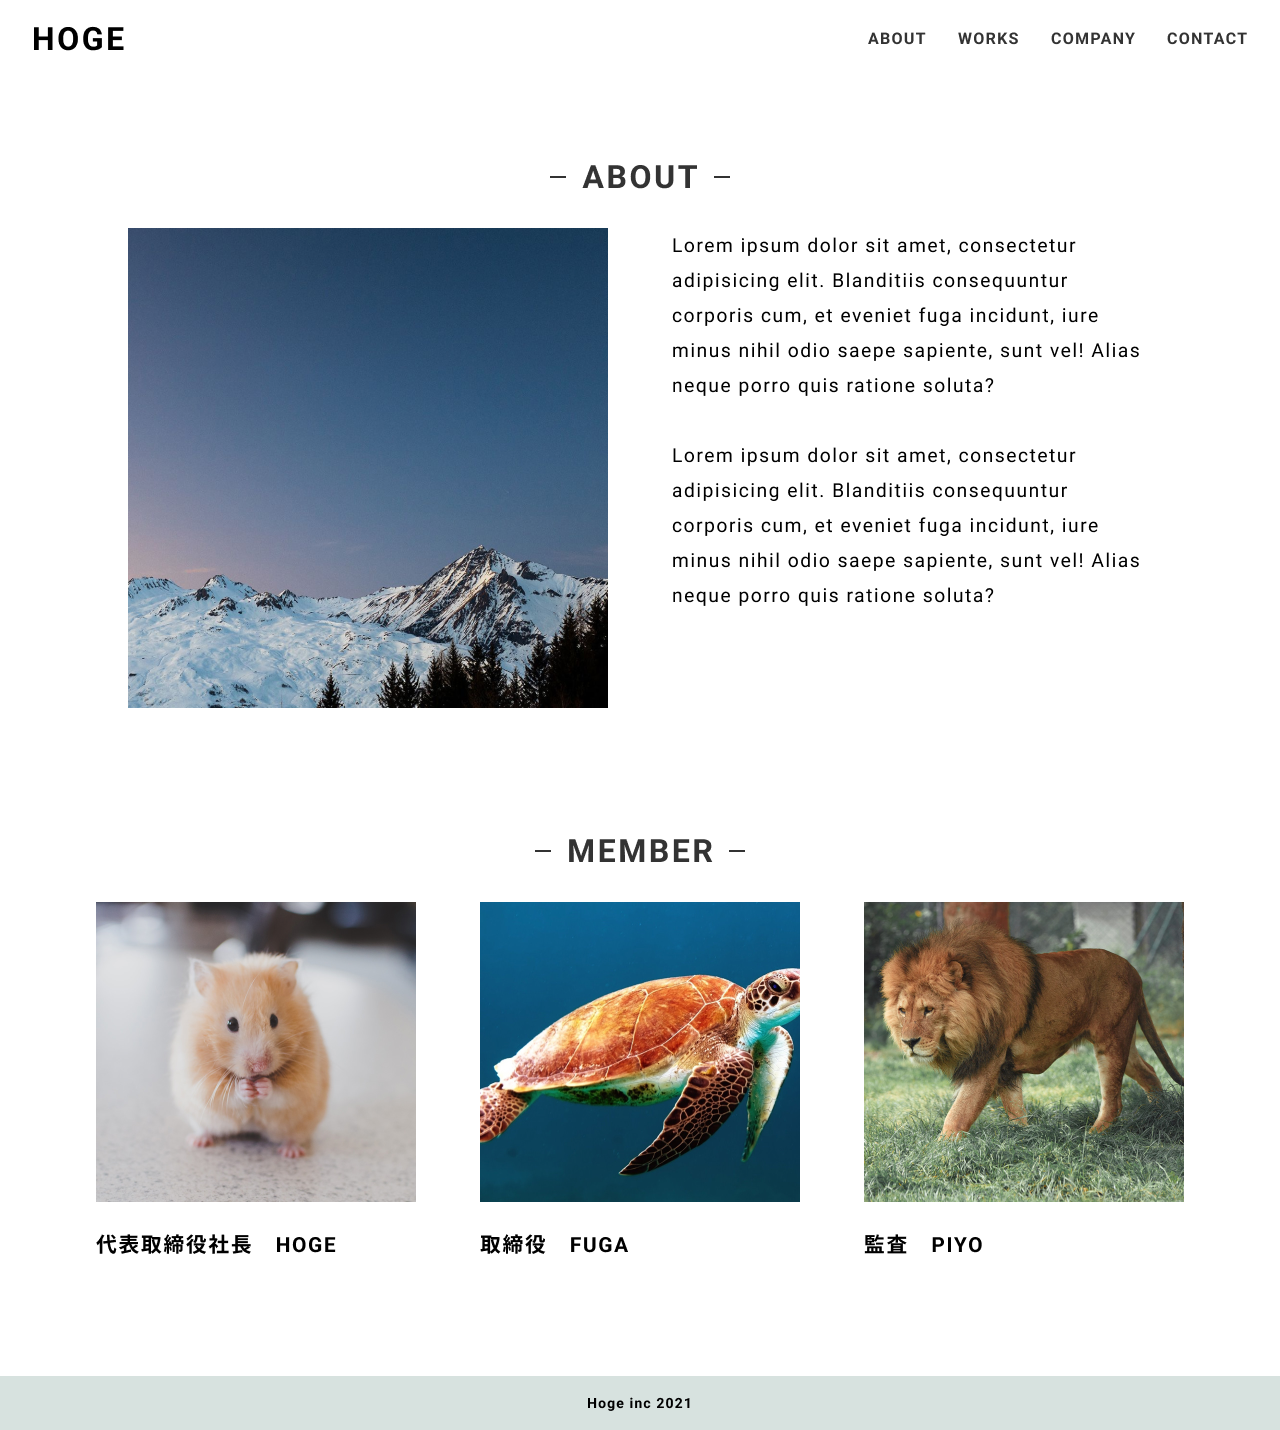 HOGE
ABOUT WORKS COMPANY CONTACT
– ABOUT –
Lorem ipsum dolor sit amet, consectetur
adipisicing elit. Blanditiis consequuntur
corporis cum, et eveniet fuga incidunt, iure
minus nihil odio saepe sapiente, sunt vel! Alias
neque porro quis ratione soluta?
Lorem ipsum dolor sit amet, consectetur
adipisicing elit. Blanditiis consequuntur
corporis cum, et eveniet fuga incidunt, iure
minus nihil odio saepe sapiente, sunt vel! Alias
neque porro quis ratione soluta?
– MEMBER –
代表取締役社長　HOGE
取締役　FUGA
監査　PIYO
Hoge inc 2021